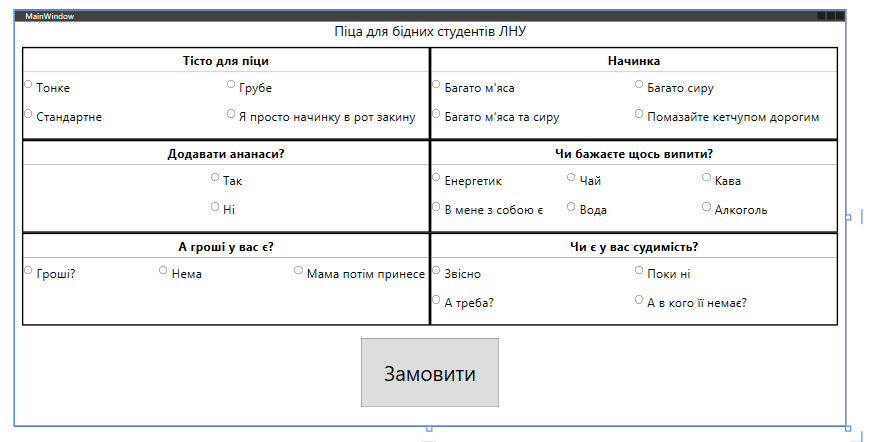 MainWindow
Піца для бідних студентів ЛНУ
Тісто для піци
Тонке
Грубе
Стандартне
Я просто начинку в рот закину
Начинка
Багато м'яса
Багато сиру
Багато м'яса та сиру
Помазайте кетчупом дорогим
Додавати ананаси?
Так
Ні
Чи бажаєте щось випити?
Енергетик
Чай
Кава
В мене з собою є
Вода
Алкоголь
А гроші у вас є?
Гроші?
Нема
Мама потім принесе
Чи є у вас судимість?
Звісно
Поки ні
А треба?
А в кого її немає?
Замовити